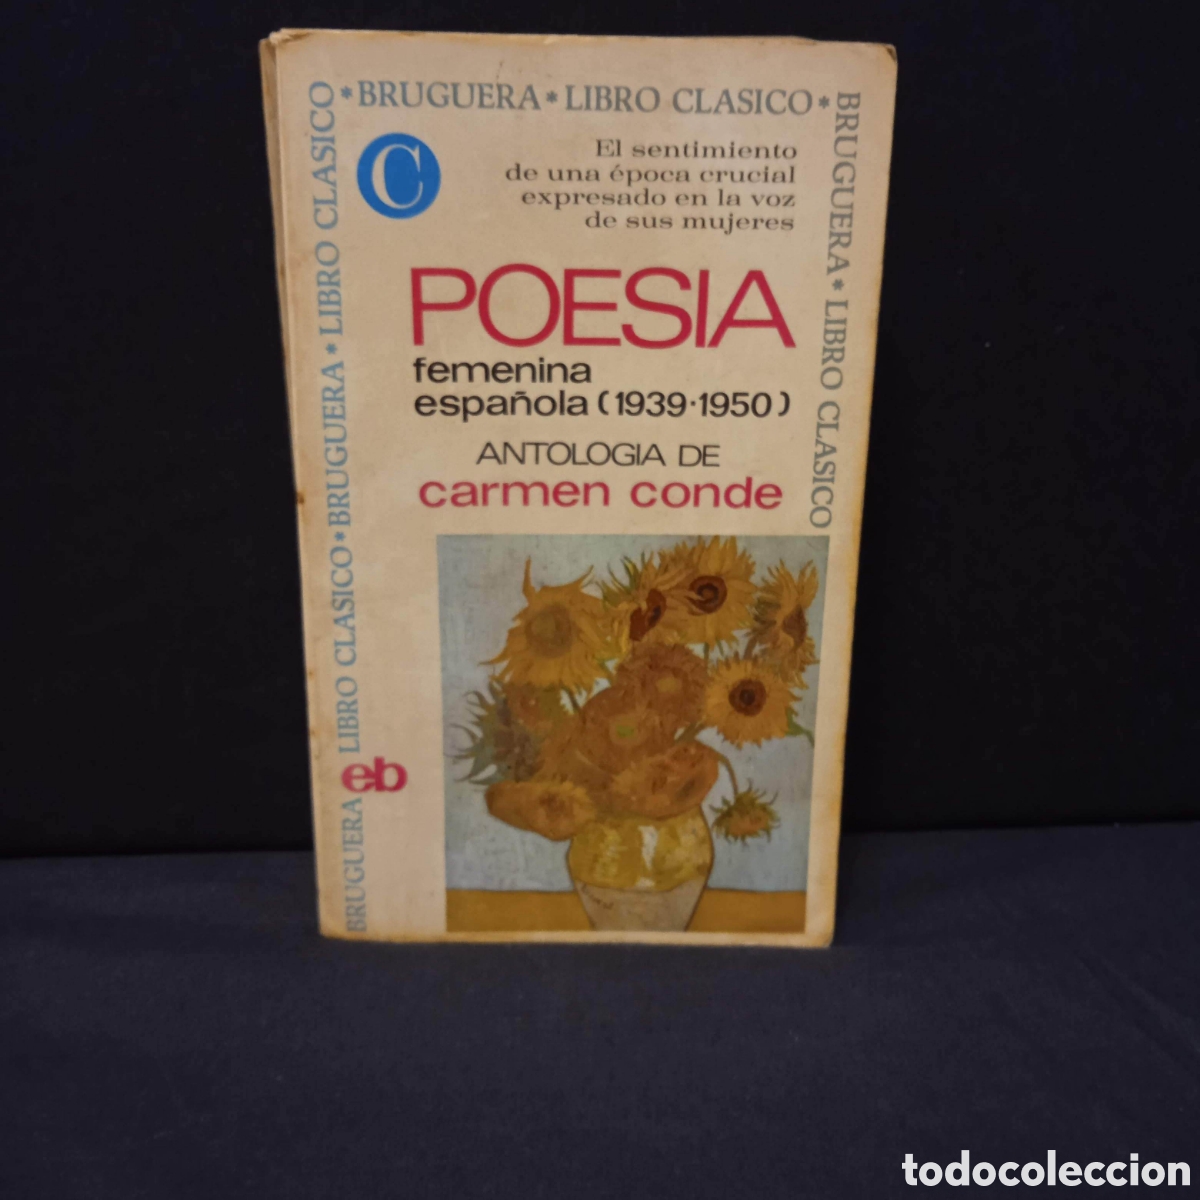 * BRUGUERA * LIBRO CLASICO *
BRUGUERA * LIBRO CLASICO
BRUGUERA LIBRO CLASICO * BRUGUERA * LIBRO CLASICO
C
El sentimiento
de una época crucial
expresado en la voz
de sus mujeres
POESIA
femenina
española (1939·1950)
ANTOLOGIA DE
carmen conde
eb
todocoleccion